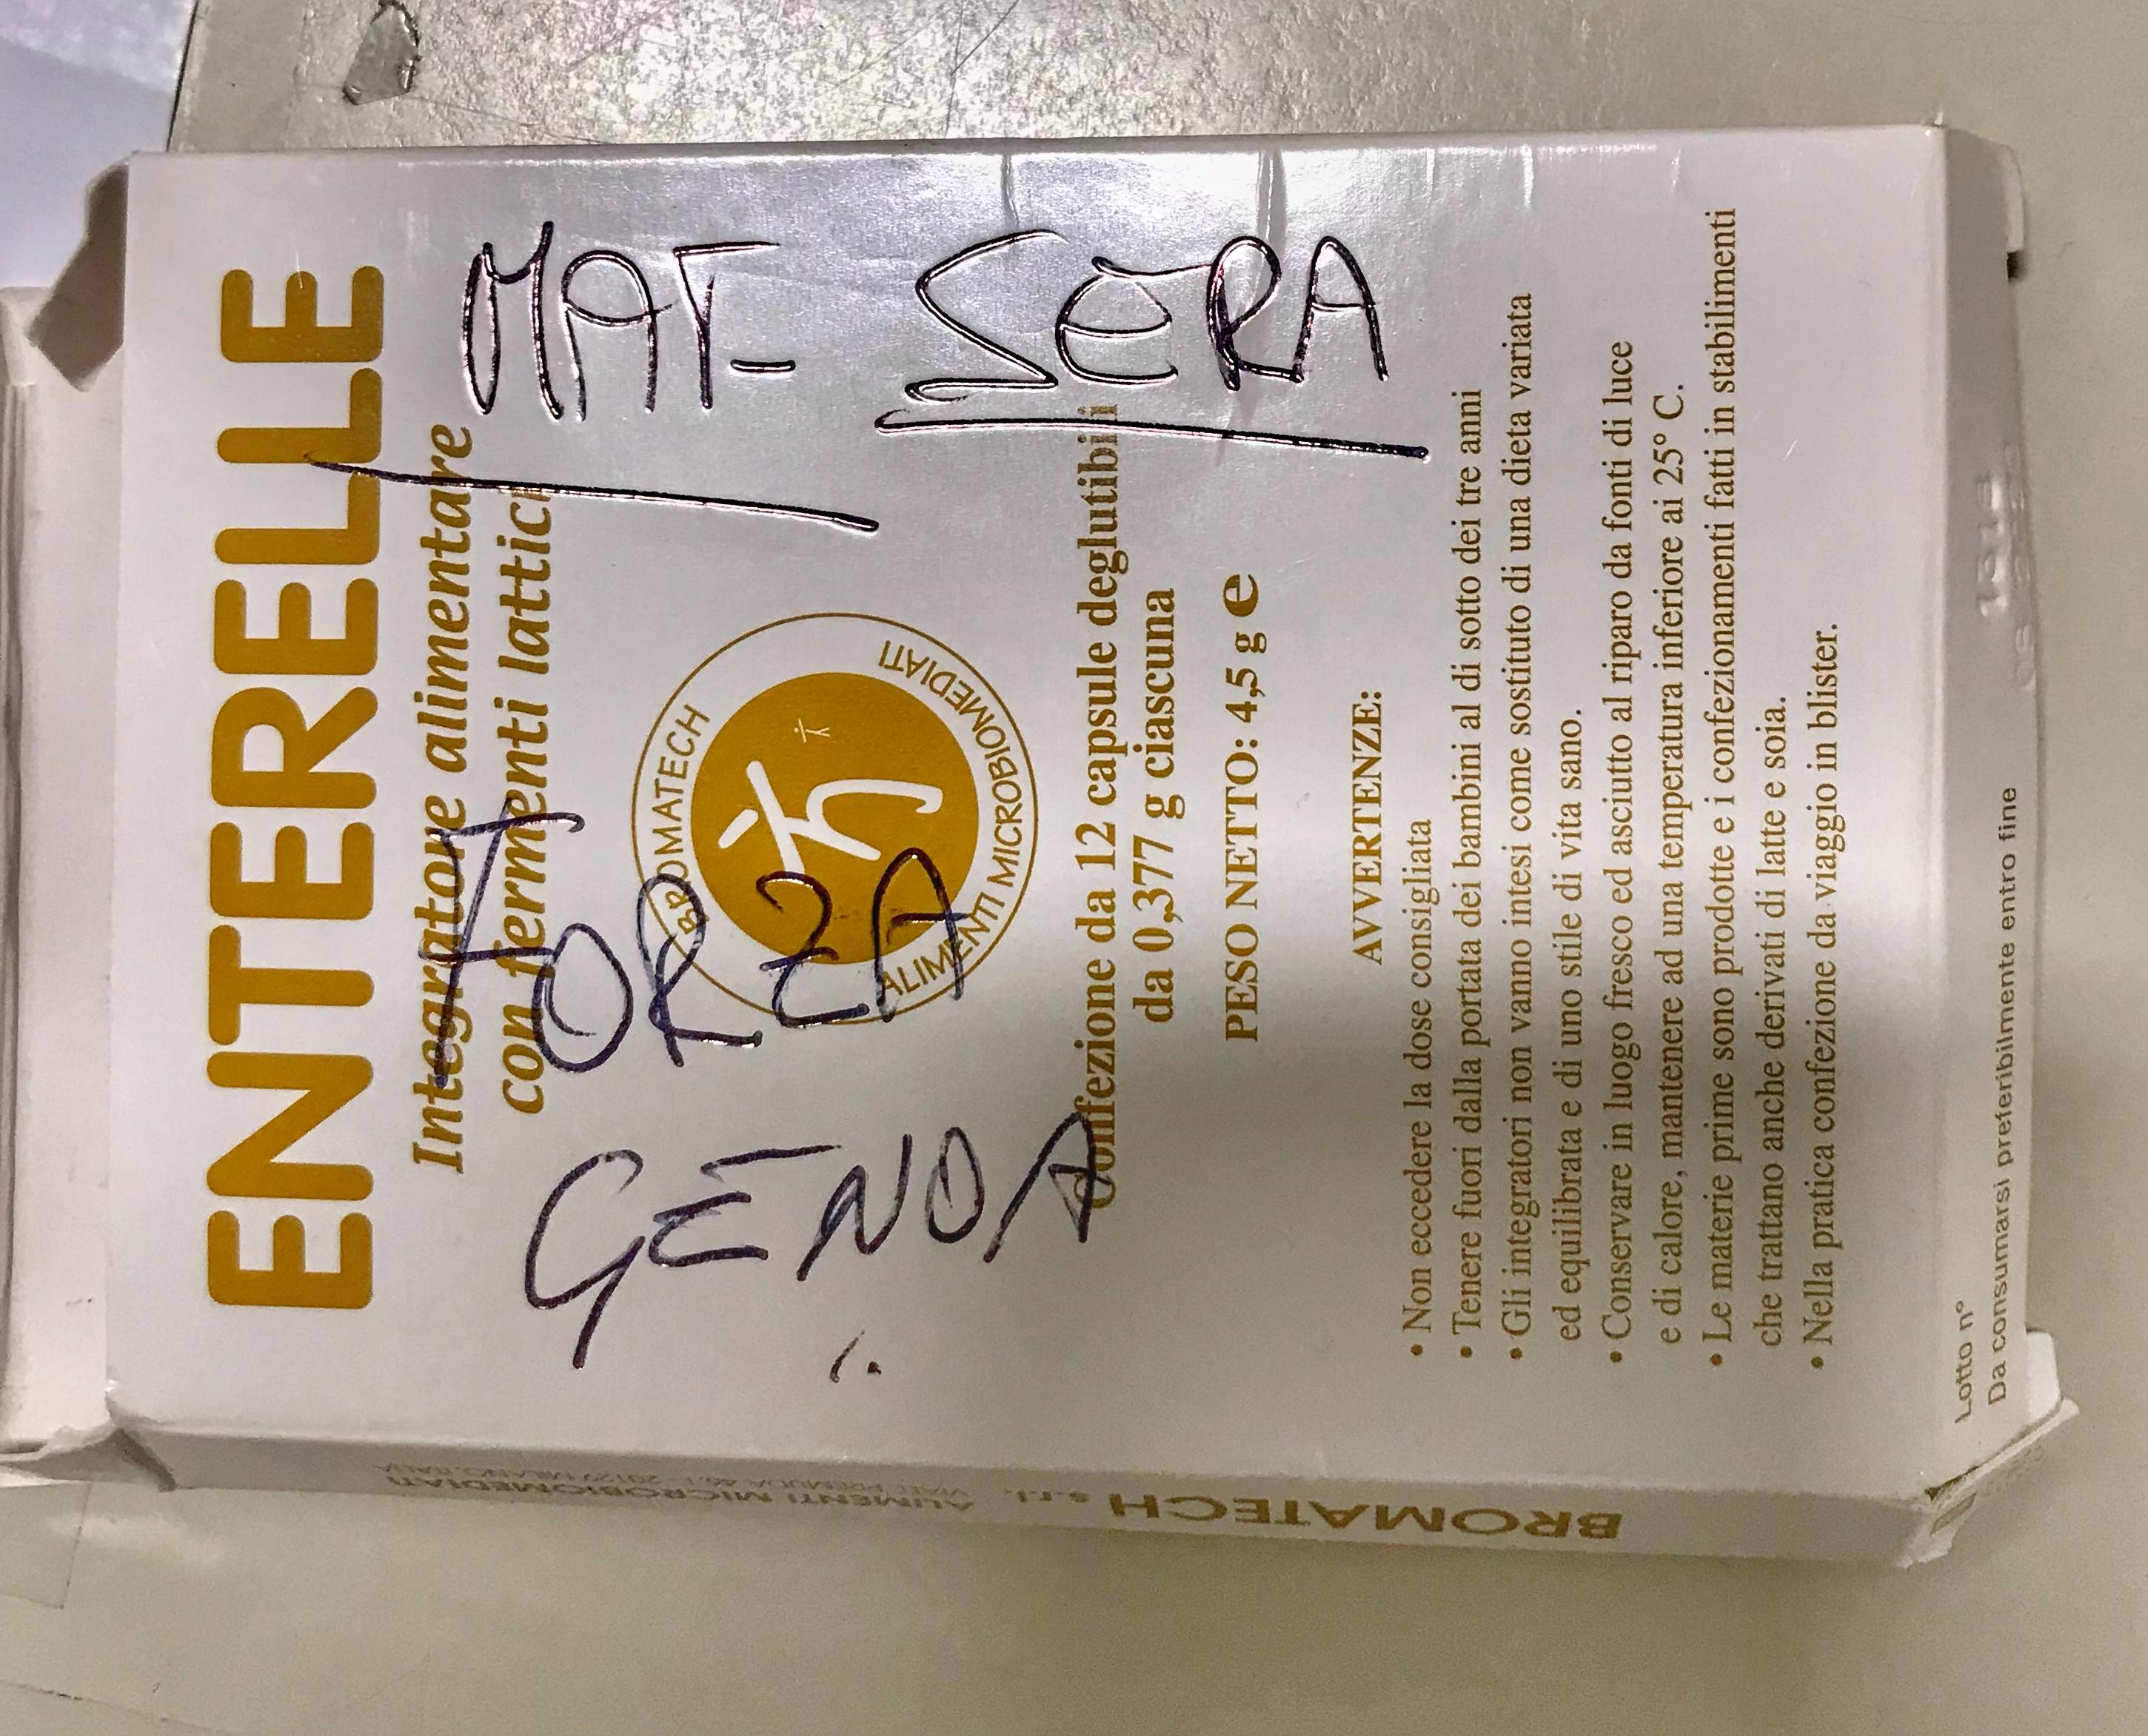 ENTERELLE
Integratore alimentare
con fermenti lattici
MAT- SERA
FORZA
GENOA
BROMATECH
ALIMENTI MICROBIOMEDIATI
Confezione da 12 capsule deglutibili
da 0,377 g ciascuna
PESO NETTO: 4,5 g e
AVVERTENZE:
• Non eccedere la dose consigliata
• Tenere fuori dalla portata dei bambini al di sotto dei tre anni
• Gli integratori non vanno intesi come sostituto di una dieta variata
ed equilibrata e di uno stile di vita sano.
• Conservare in luogo fresco ed asciutto al riparo da fonti di luce
e di calore, mantenere ad una temperatura inferiore ai 25° C.
• Le materie prime sono prodotte e i confezionamenti fatti in stabilimenti
che trattano anche derivati di latte e soia.
• Nella pratica confezione da viaggio in blister.
Lotto n°
Da consumarsi preferibilmente entro fine
BROMATECH s.r.l.
ALIMENTI MICROBIOMEDIATI